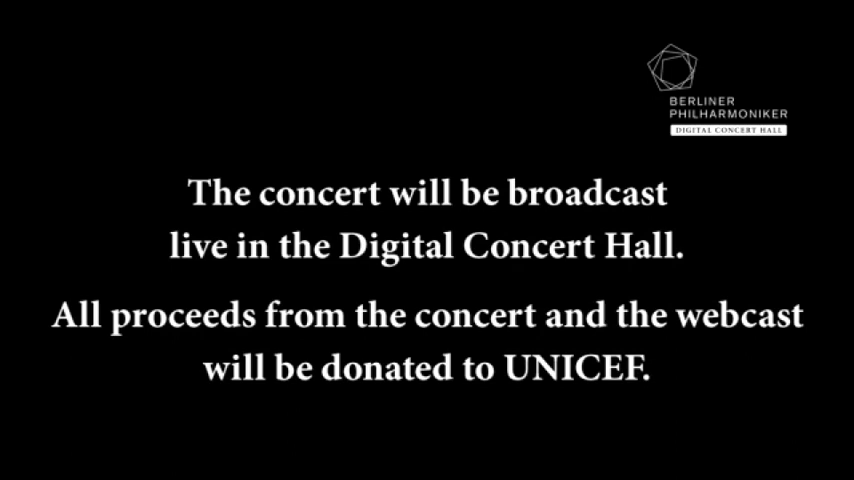 BERLINER
PHILHARMONIKER
DIGITAL CONCERT HALL
The concert will be broadcast
live in the Digital Concert Hall.
All proceeds from the concert and the webcast
will be donated to UNICEF.